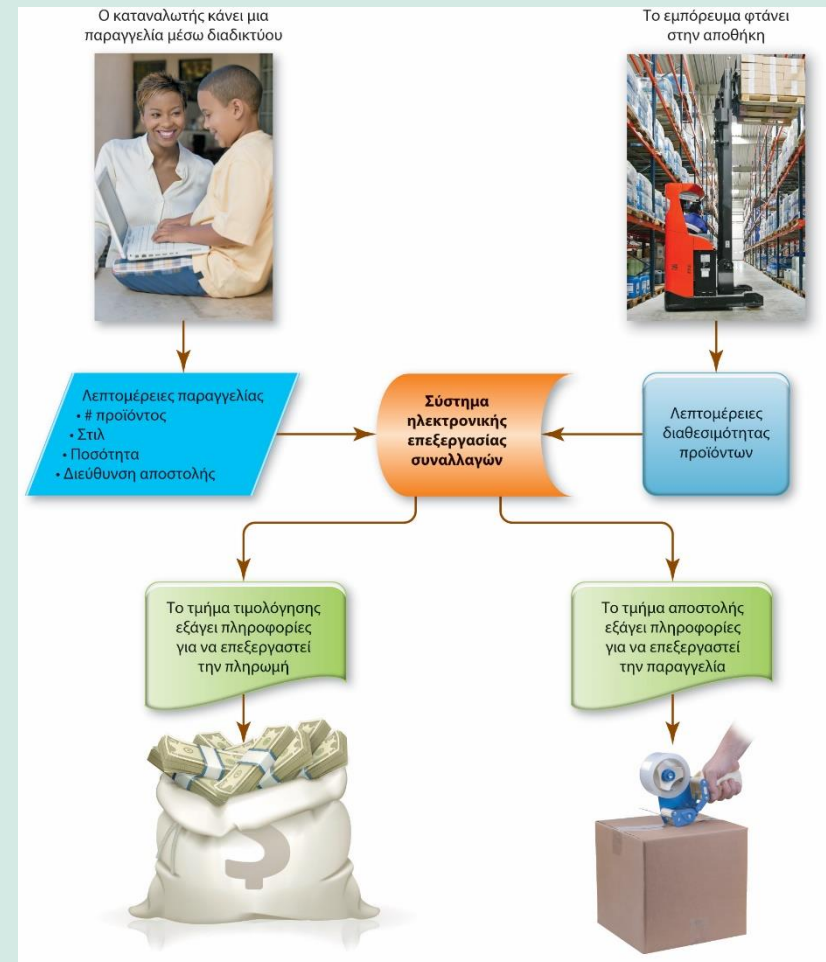 Ο καταναλωτής κάνει μια
παραγγελία μέσω διαδικτύου
Το εμπόρευμα φτάνει
στην αποθήκη
Λεπτομέρειες παραγγελίας
• # προϊόντος
• Στιλ
• Ποσότητα
• Διεύθυνση αποστολής
Σύστημα
ηλεκτρονικής
επεξεργασίας
συναλλαγών
Λεπτομέρειες
διαθεσιμότητας
προϊόντων
Το τμήμα τιμολόγησης
εξάγει πληροφορίες
για να επεξεργαστεί
την πληρωμή
Το τμήμα αποστολής
εξάγει πληροφορίες
για να επεξεργαστεί
την παραγγελία
$